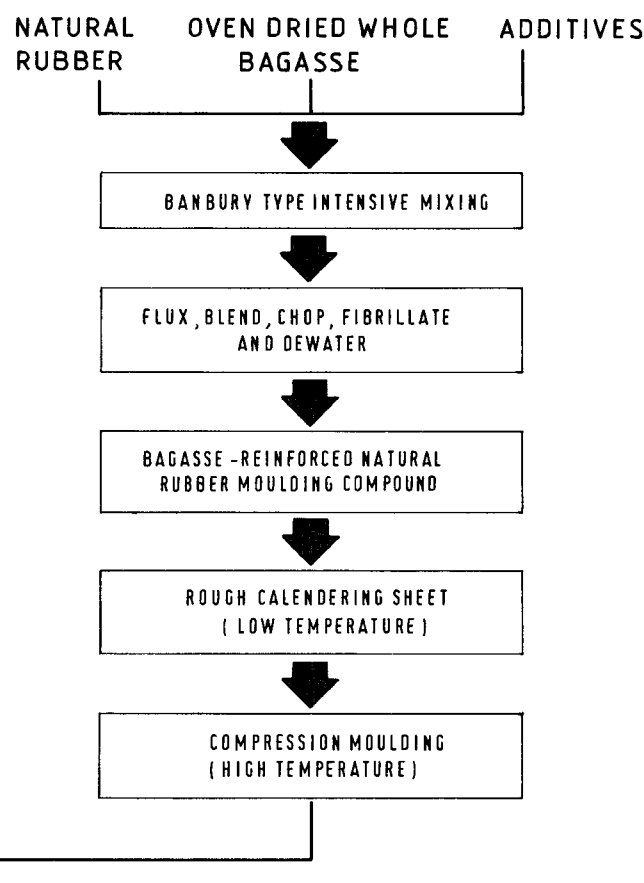 NATURAL RUBBER
OVEN DRIED WHOLE BAGASSE
ADDITIVES
BANBURY TYPE INTENSIVE MIXING
FLUX, BLEND, CHOP, FIBRILLATE
AND DEWATER
BAGASSE-REINFORCED NATURAL
RUBBER MOULDING COMPOUND
ROUGH CALENDERING SHEET
(LOW TEMPERATURE)
COMPRESSION MOULDING
(HIGH TEMPERATURE)